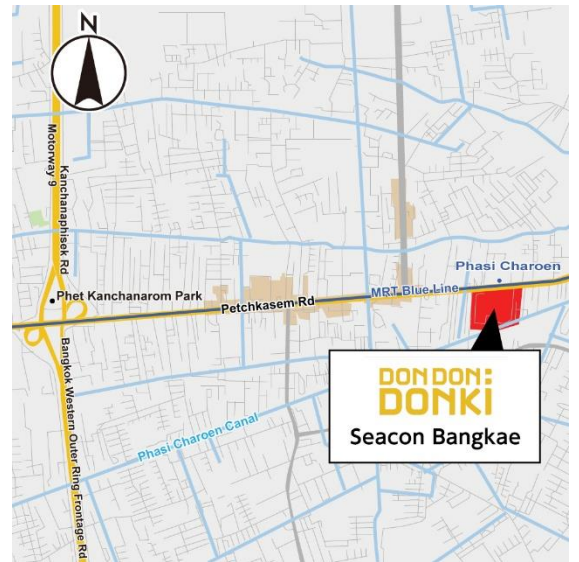 N
Motorway 9
Kanchanaphisek Rd
Phasi Charoen
MRT Blue Line
Phet Kanchanarom Park
Petchkasem Rd
DON DON:
DONKi
Seacon Bangkae
Phasi Charoen Canal
Bangkok Western Outer Ring Frontage Rd